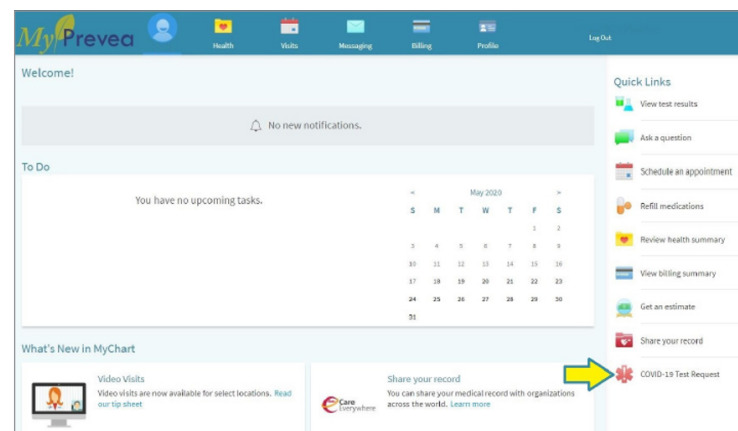 MyPrevea
Health
Visits
Messaging
Billing
Profile
Log Out
Welcome!
No new notifications.
To Do
You have no upcoming tasks.
« May 2020 »
S M T W T F S
1 2
3 4 5 6 7 8 9
10 11 12 13 14 15 16
17 18 19 20 21 22 23
24 25 26 27 28 29 30
31
What's New in MyChart
Video Visits
Video visits are now available for select locations. Read
our tip sheet
Care
Everywhere
Share your record
You can share your medical record with organizations
across the world. Learn more
Quick Links
View test results
Ask a question
Schedule an appointment
Refill medications
Review health summary
View billing summary
Get an estimate
Share your record
COVID-19 Test Request